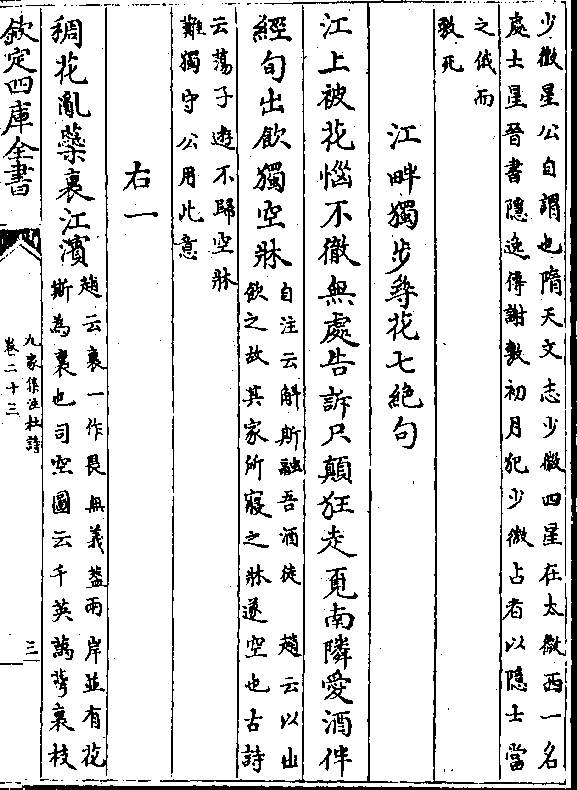 少微星公自謂也隋天文志少微四星在太微西一名
處士星晉書隱逸傳謝敷初月犯少微占者以隱士當
之俄而
敷死
江畔獨步尋花七絶句
江上被花惱不徹無處告訴只顛狂走覓南隣愛酒伴
經旬出飲獨空牀
自注云斛斯融吾酒徒 趙云以出
飲之故其家所寢之牀遂空也古詩
云蕩子逰不歸空牀
難獨守公用此意
右一
稠花亂蘂裹江濱
趙云裹一作畏無義葢兩岸並有花
斯為裹也司空圖云千英萬萼裹枝
欽定四庫全書
九家集注杜詩
卷二十三
三